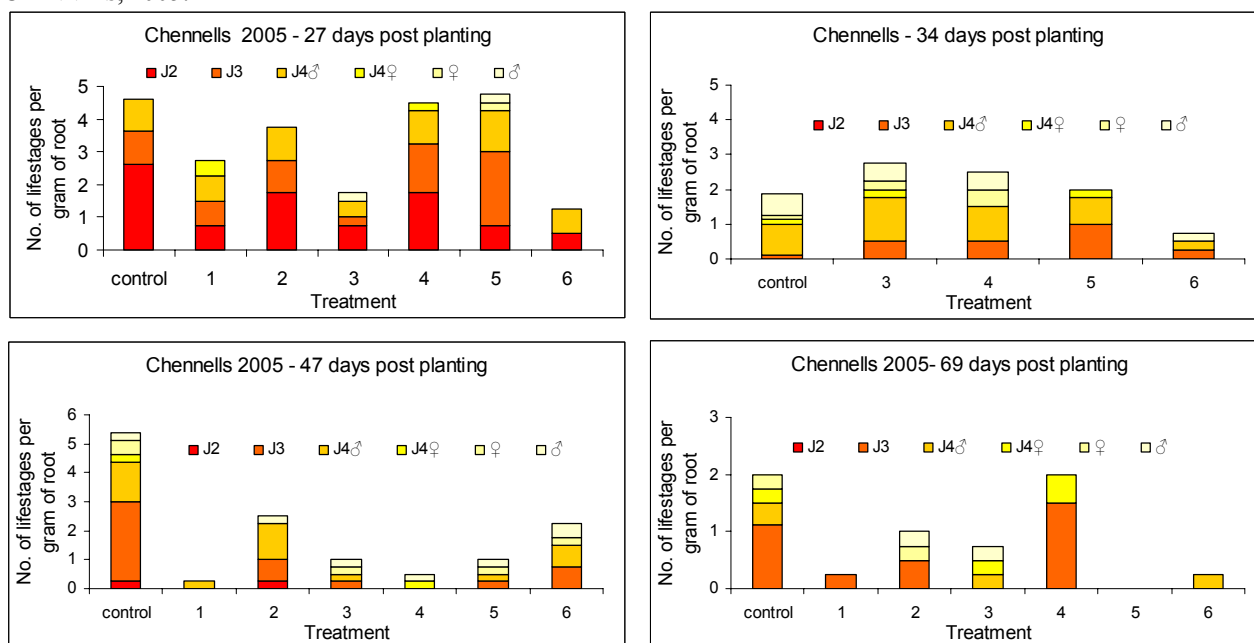 Chennells 2005 - 27 days post planting
J2 J3 J4♂ J4♀ ♀ ♂
No. of lifestages per
gram of root
5
4
3
2
1
0
control 1 2 3 4 5 6
Treatment
Chennells - 34 days post planting
J2 J3 J4♂ J4♀ ♀ ♂
No. of lifestages per
gram of root
5
4
3
2
1
0
control 3 4 5 6
Treatment
Chennells 2005 - 47 days post planting
J2 J3 J4♂ J4♀ ♀ ♂
No. of lifestages per
gram of root
6
5
4
3
2
1
0
control 1 2 3 4 5 6
Treatment
Chennells 2005- 69 days post planting
J2 J3 J4♂ J4♀ ♀ ♂
No. of lifestages per
gram of root
3
2
1
0
control 1 2 3 4 5 6
Treatment